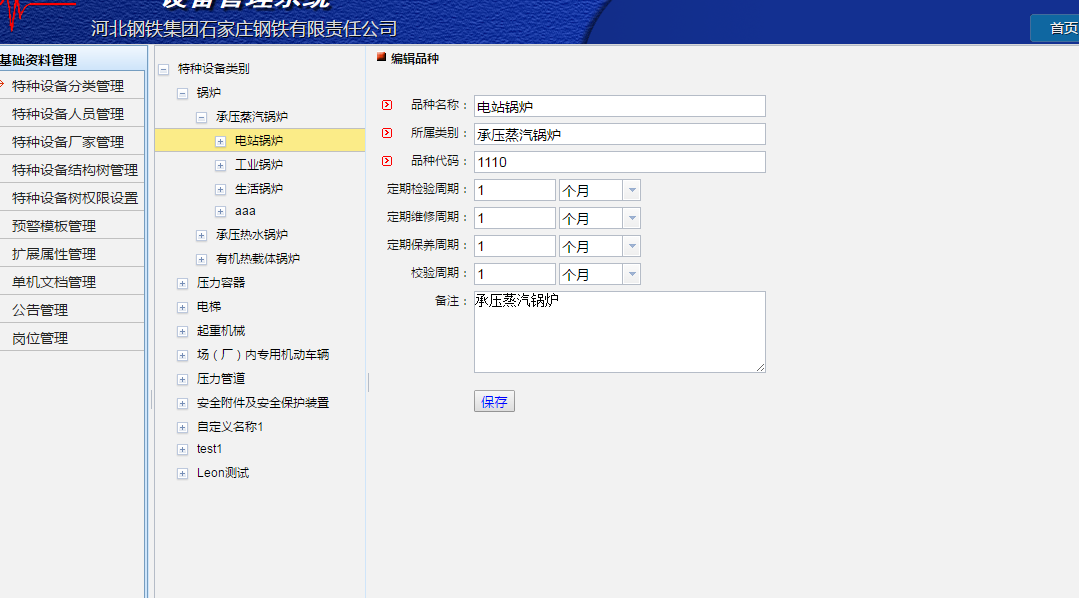 设备管理系统
河北钢铁集团石家庄钢铁有限责任公司
首页
基础资料管理
特种设备分类管理
特种设备人员管理
特种设备厂家管理
特种设备结构树管理
特种设备树权限设置
预警模板管理
扩展属性管理
单机文档管理
公告管理
岗位管理
特种设备类别
锅炉
承压蒸汽锅炉
电站锅炉
工业锅炉
生活锅炉
aaa
承压热水锅炉
有机热载体锅炉
压力容器
电梯
起重机械
场（厂）内专用机动车辆
压力管道
安全附件及安全保护装置
自定义名称1
test1
Leon测试
编辑品种
品种名称： 电站锅炉
所属类别： 承压蒸汽锅炉
品种代码： 1110
定期检验周期： 1 个月
定期维修周期： 1 个月
定期保养周期： 1 个月
校验周期： 1 个月
备注： 承压蒸汽锅炉
保存